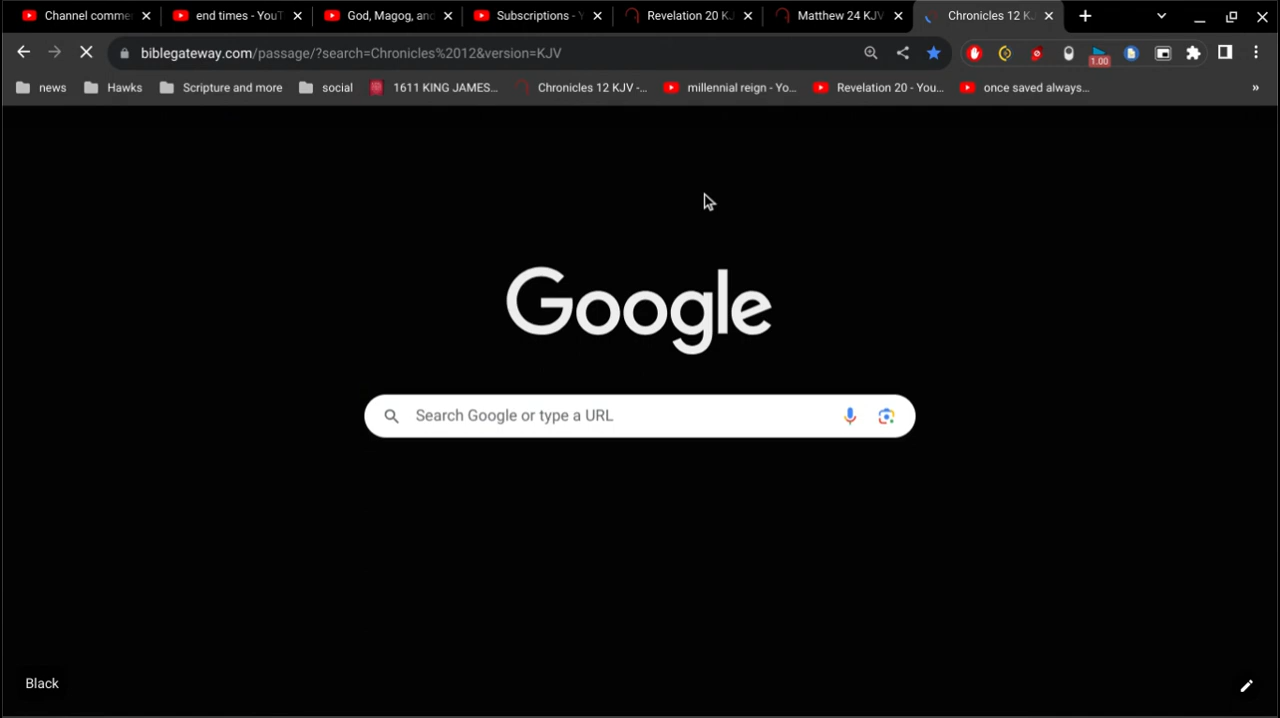 Channel comme
end times - YouT
God, Magog, and
Subscriptions - Y
Revelation 20 KJ
Matthew 24 KJV
Chronicles 12 KJ
biblegateway.com/passage/?search=Chronicles%2012&version=KJV
1.00
news Hawks Scripture and more social 1611 KING JAMES... Chronicles 12 KJV -... millennial reign - Yo... Revelation 20 - You... once saved always... »
Google
Search Google or type a URL
Black